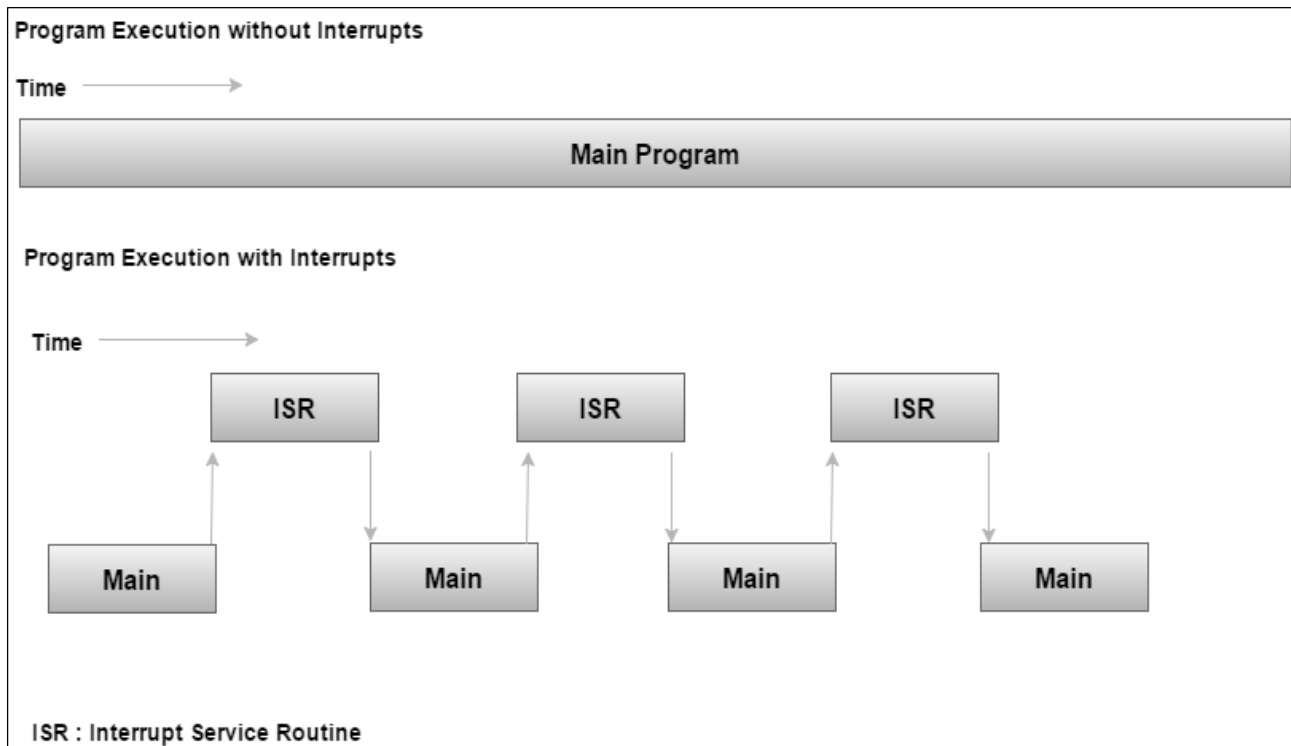 Program Execution without Interrupts
Time
Main Program
Program Execution with Interrupts
Time
ISR
ISR
ISR
Main
Main
Main
Main
ISR : Interrupt Service Routine